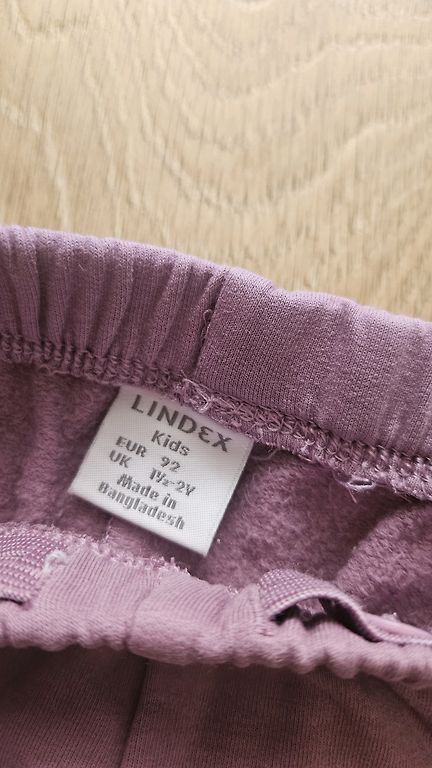 LINDEX
Kids
EUR 92
UK 1½-2Y
Made in
Bangladesh